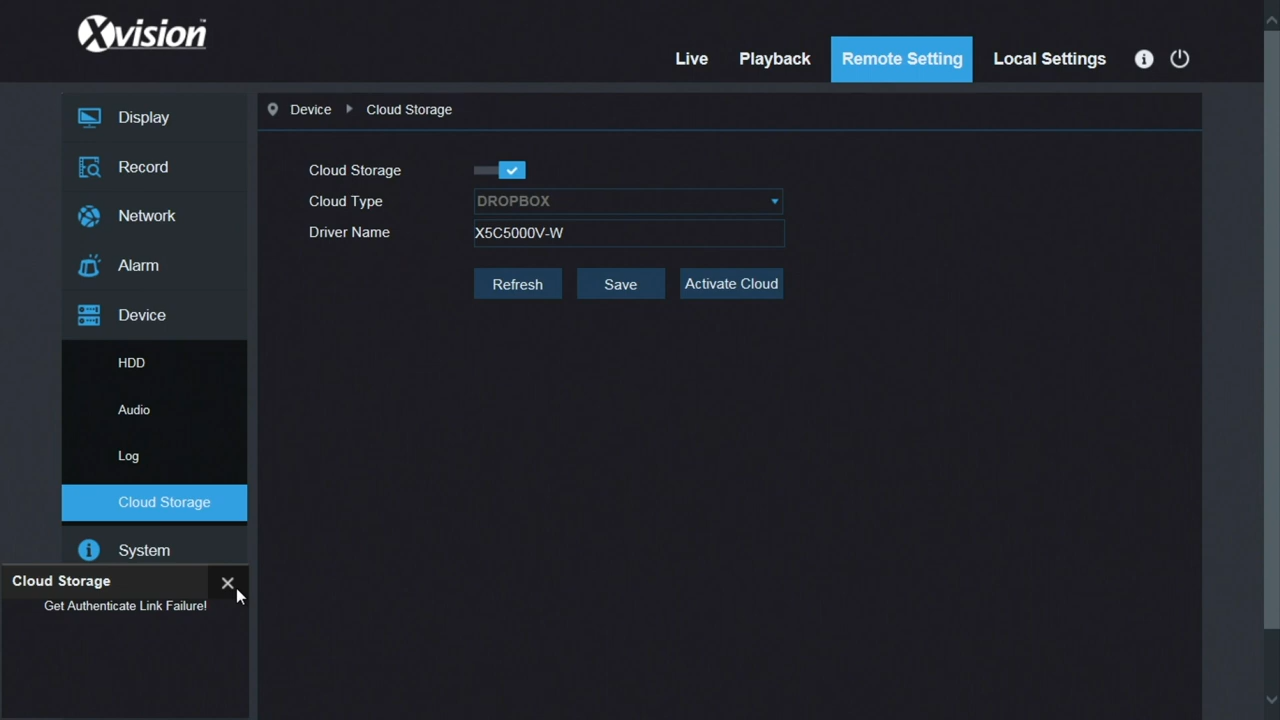 Xvision™
Live Playback Remote Setting Local Settings
Display
Record
Network
Alarm
Device
HDD
Audio
Log
Cloud Storage
System
Device Cloud Storage
Cloud Storage
Cloud Type DROPBOX
Driver Name X5C5000V-W
Refresh Save Activate Cloud
Cloud Storage
Get Authenticate Link Failure!